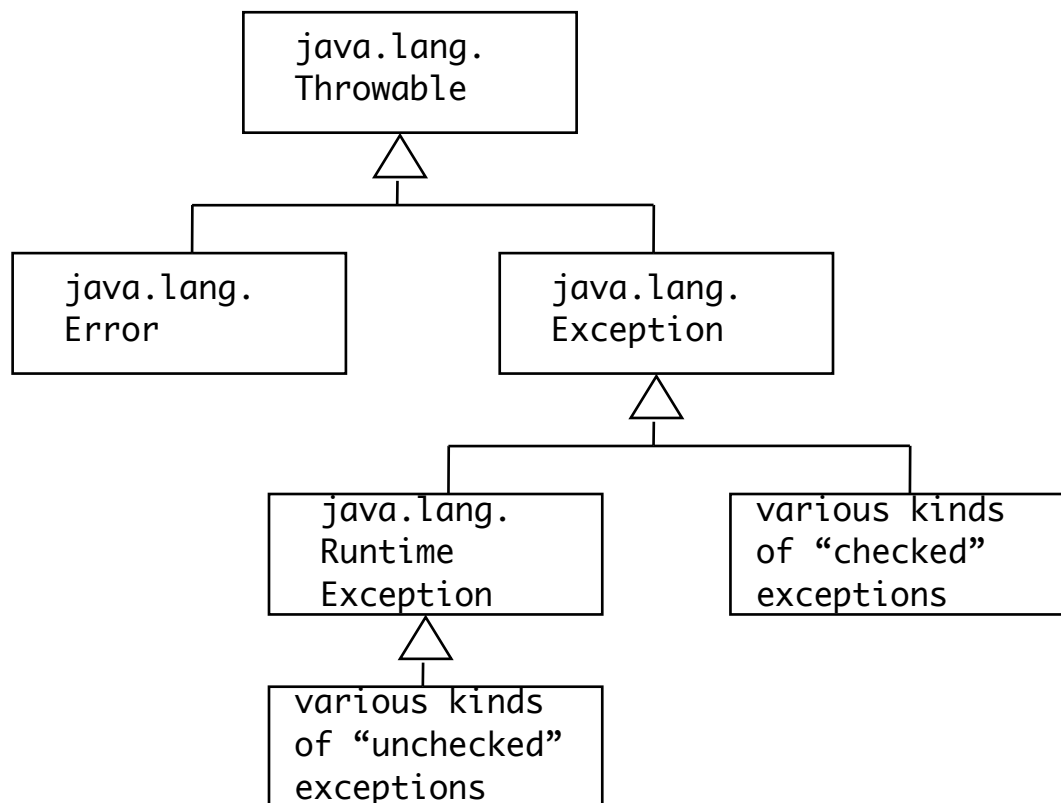 java.lang.
Throwable
java.lang.
Error
java.lang.
Exception
java.lang.
Runtime
Exception
various kinds
of “checked”
exceptions
various kinds
of “unchecked”
exceptions